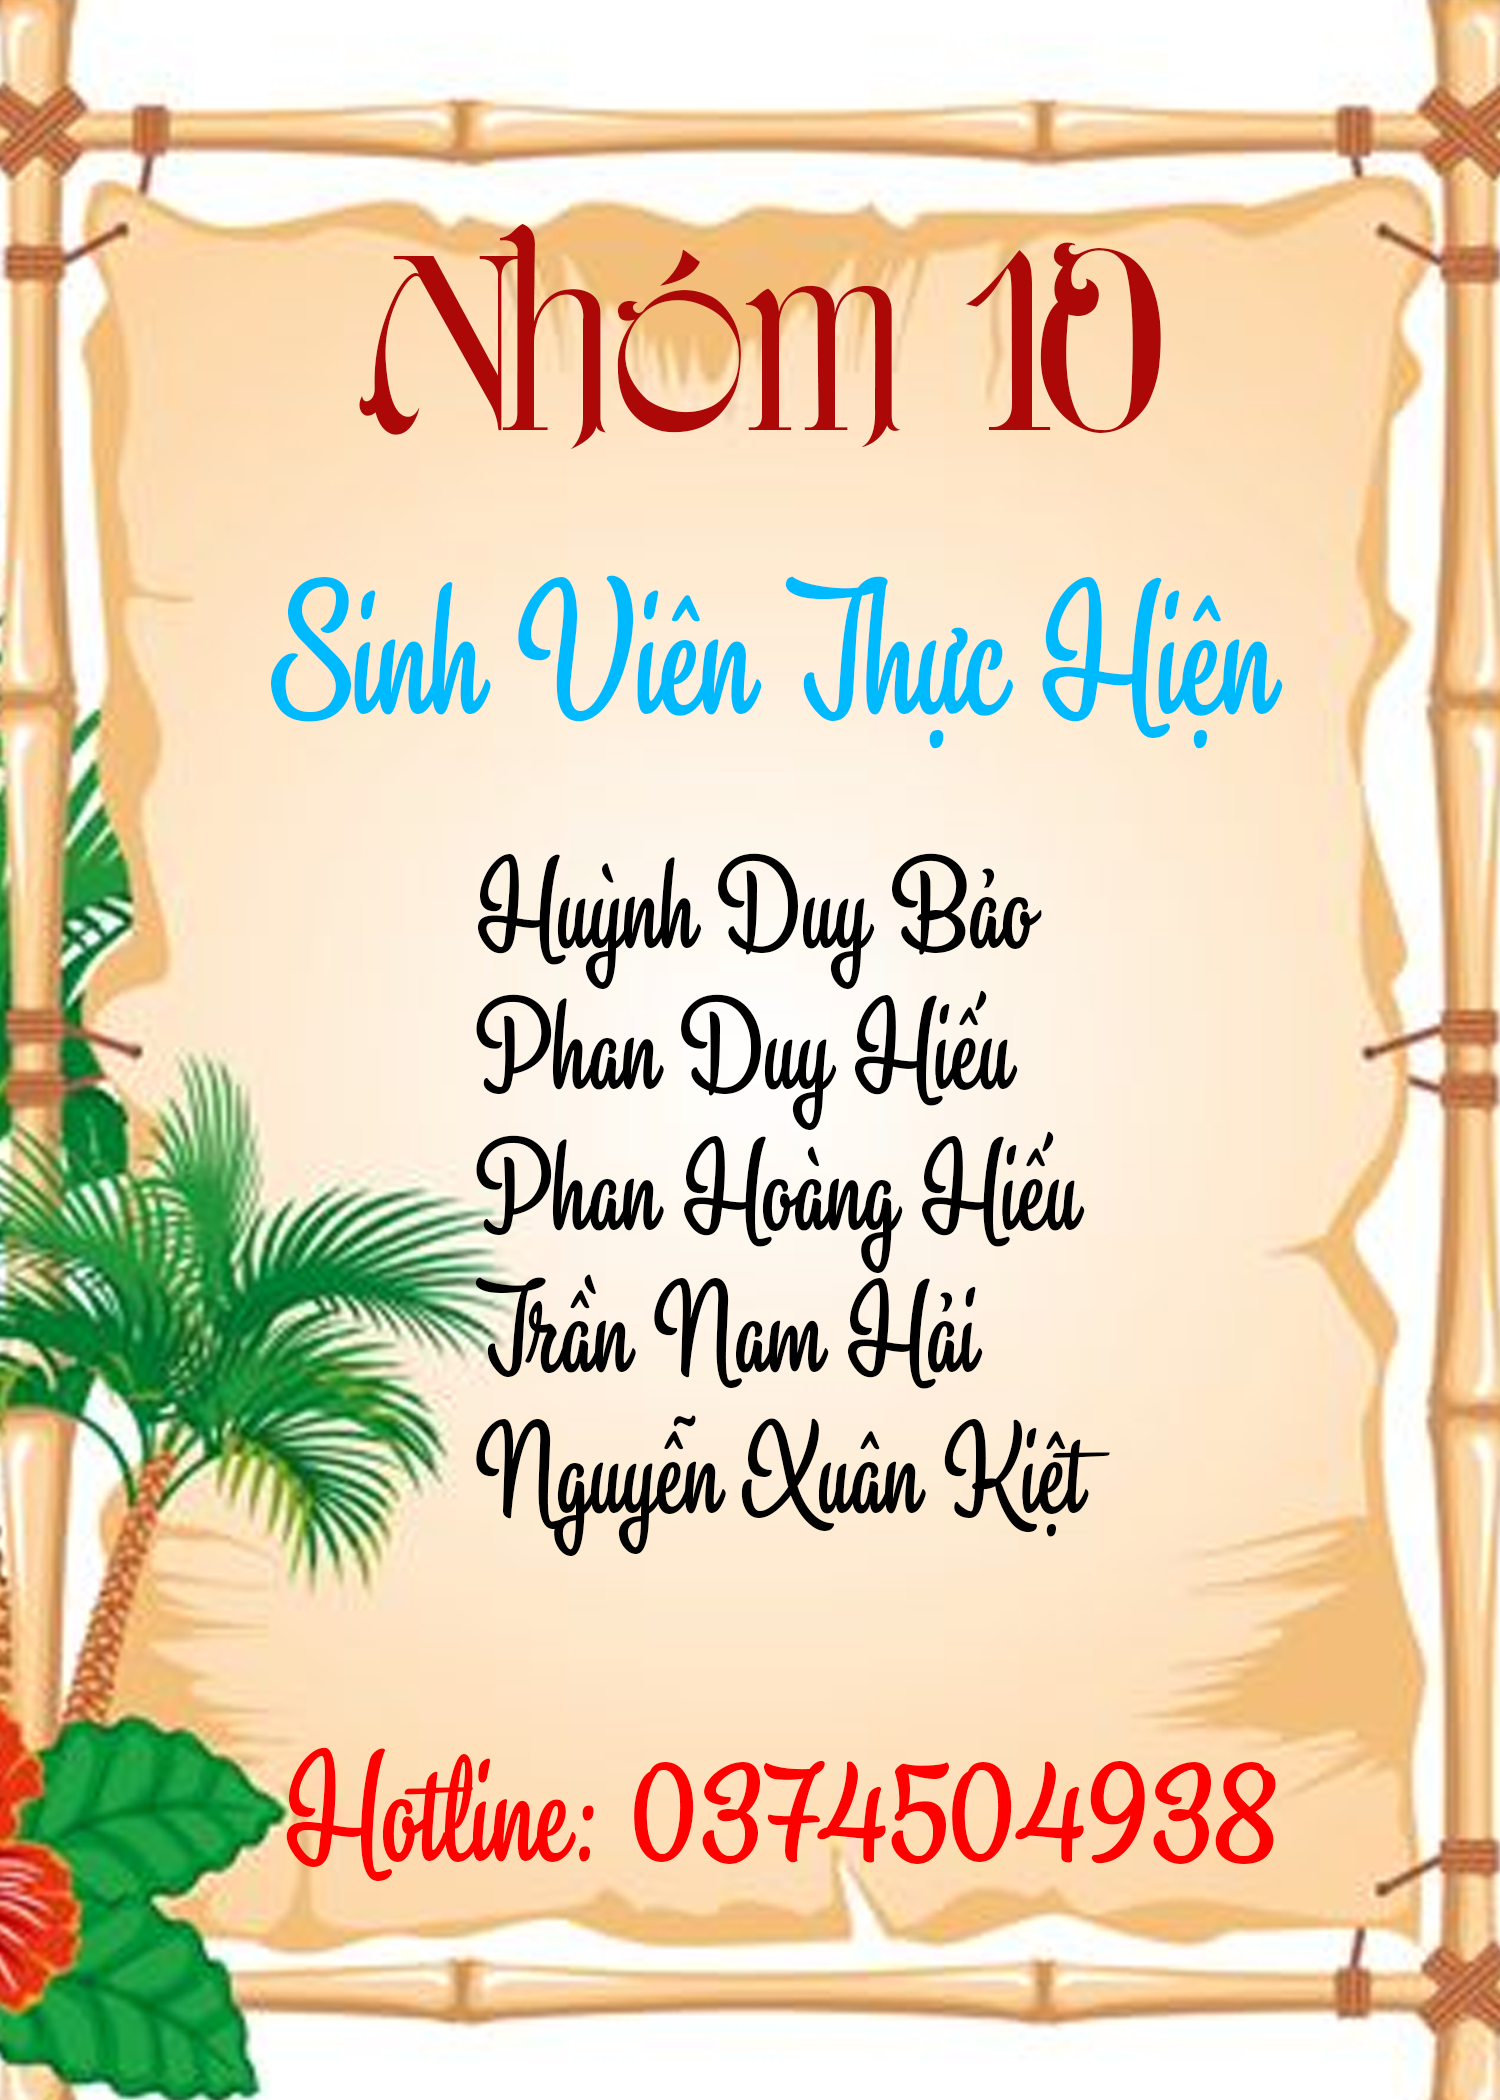 Nhóm 10
Sinh Viên Thực Hiện
Huỳnh Duy Bảo
Phan Duy Hiếu
Phan Hoàng Hiếu
Trần Nam Hải
Nguyễn Xuân Kiệt
Hotline: 0374504938